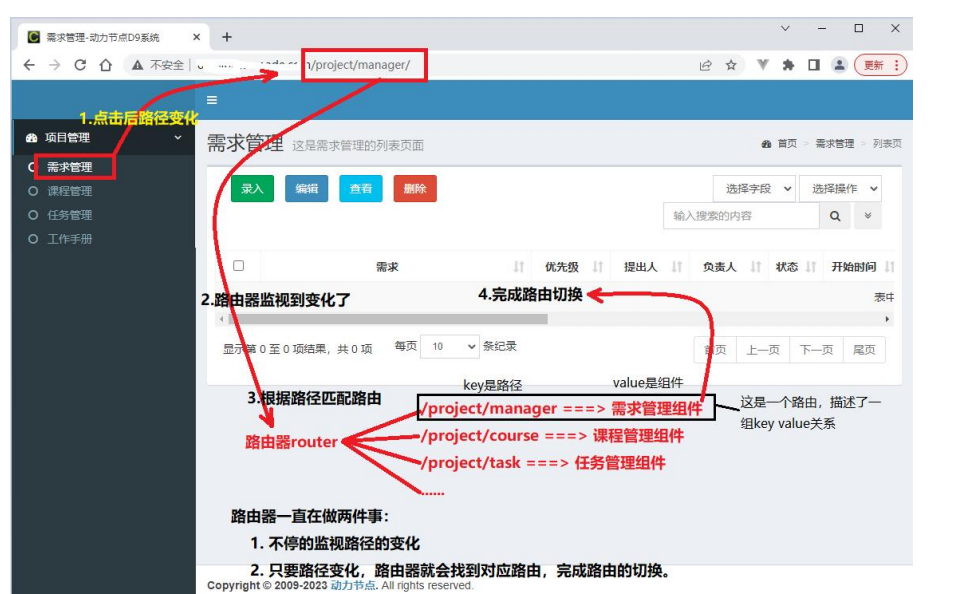 需求管理-动力节点D9系统
不安全
/project/manager/
更新
1.点击后路径变化
项目管理
需求管理
课程管理
任务管理
工作手册
需求管理 这是需求管理的列表页面
首页 > 需求管理 > 列表页
录入 编辑 查看 删除
选择字段 选择操作
输入搜索的内容
需求 优先级 提出人 负责人 状态 开始时间
2.路由器监视到变化了
4.完成路由切换
表中
显示第 0 至 0 项结果，共 0 项 每页 10 条纪录
首页 上一页 下一页 尾页
key是路径 value是组件
3.根据路径匹配路由
/project/manager ===> 需求管理组件
这是一个路由，描述了一
组key value关系
路由器router
/project/course ===> 课程管理组件
/project/task ===> 任务管理组件
......
路由器一直在做两件事：
1. 不停的监视路径的变化
2. 只要路径变化，路由器就会找到对应路由，完成路由的切换。
Copyright © 2009-2023 动力节点. All rights reserved.